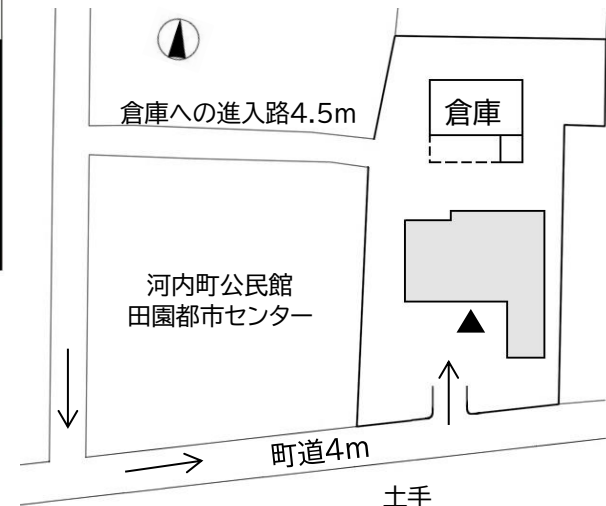 倉庫への進入路4.5m
倉庫
河内町公民館
田園都市センター
町道4m
土手